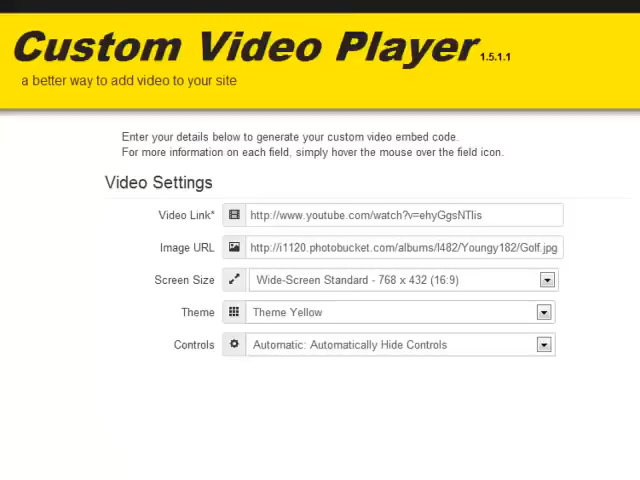 Custom Video Player 1.5.1.1
a better way to add video to your site
Enter your details below to generate your custom video embed code.
For more information on each field, simply hover the mouse over the field icon.
Video Settings
Video Link* http://www.youtube.com/watch?v=ehyGgsNTlis
Image URL http://i1120.photobucket.com/albums/l482/Youngy182/Golf.jpg
Screen Size Wide-Screen Standard - 768 x 432 (16:9)
Theme Theme Yellow
Controls Automatic: Automatically Hide Controls